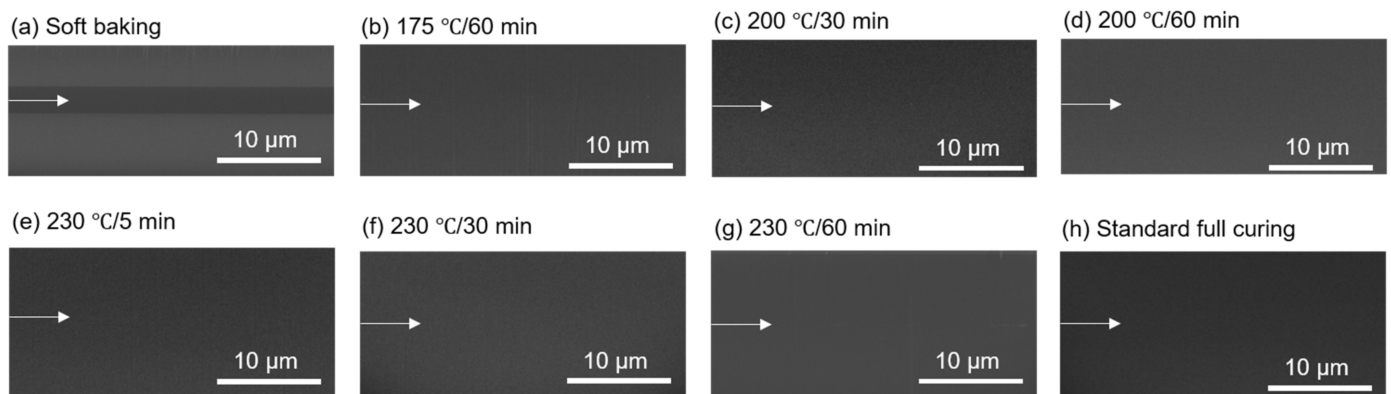 (a) Soft baking
(b) 175 ℃/60 min
(c) 200 ℃/30 min
(d) 200 ℃/60 min
10 μm
10 μm
10 μm
10 μm
(e) 230 ℃/5 min
(f) 230 ℃/30 min
(g) 230 ℃/60 min
(h) Standard full curing
10 μm
10 μm
10 μm
10 μm